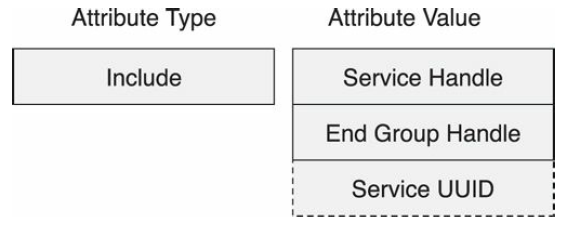 Attribute Type Attribute Value
Include Service Handle
End Group Handle
Service UUID